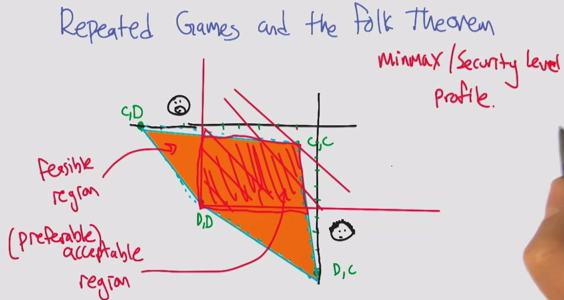 Repeated Games and the Folk Theorem
minmax/Security Level
profile.
C,D
C,C
feasible
region
D,D
(preferable)
acceptable
region
D,C